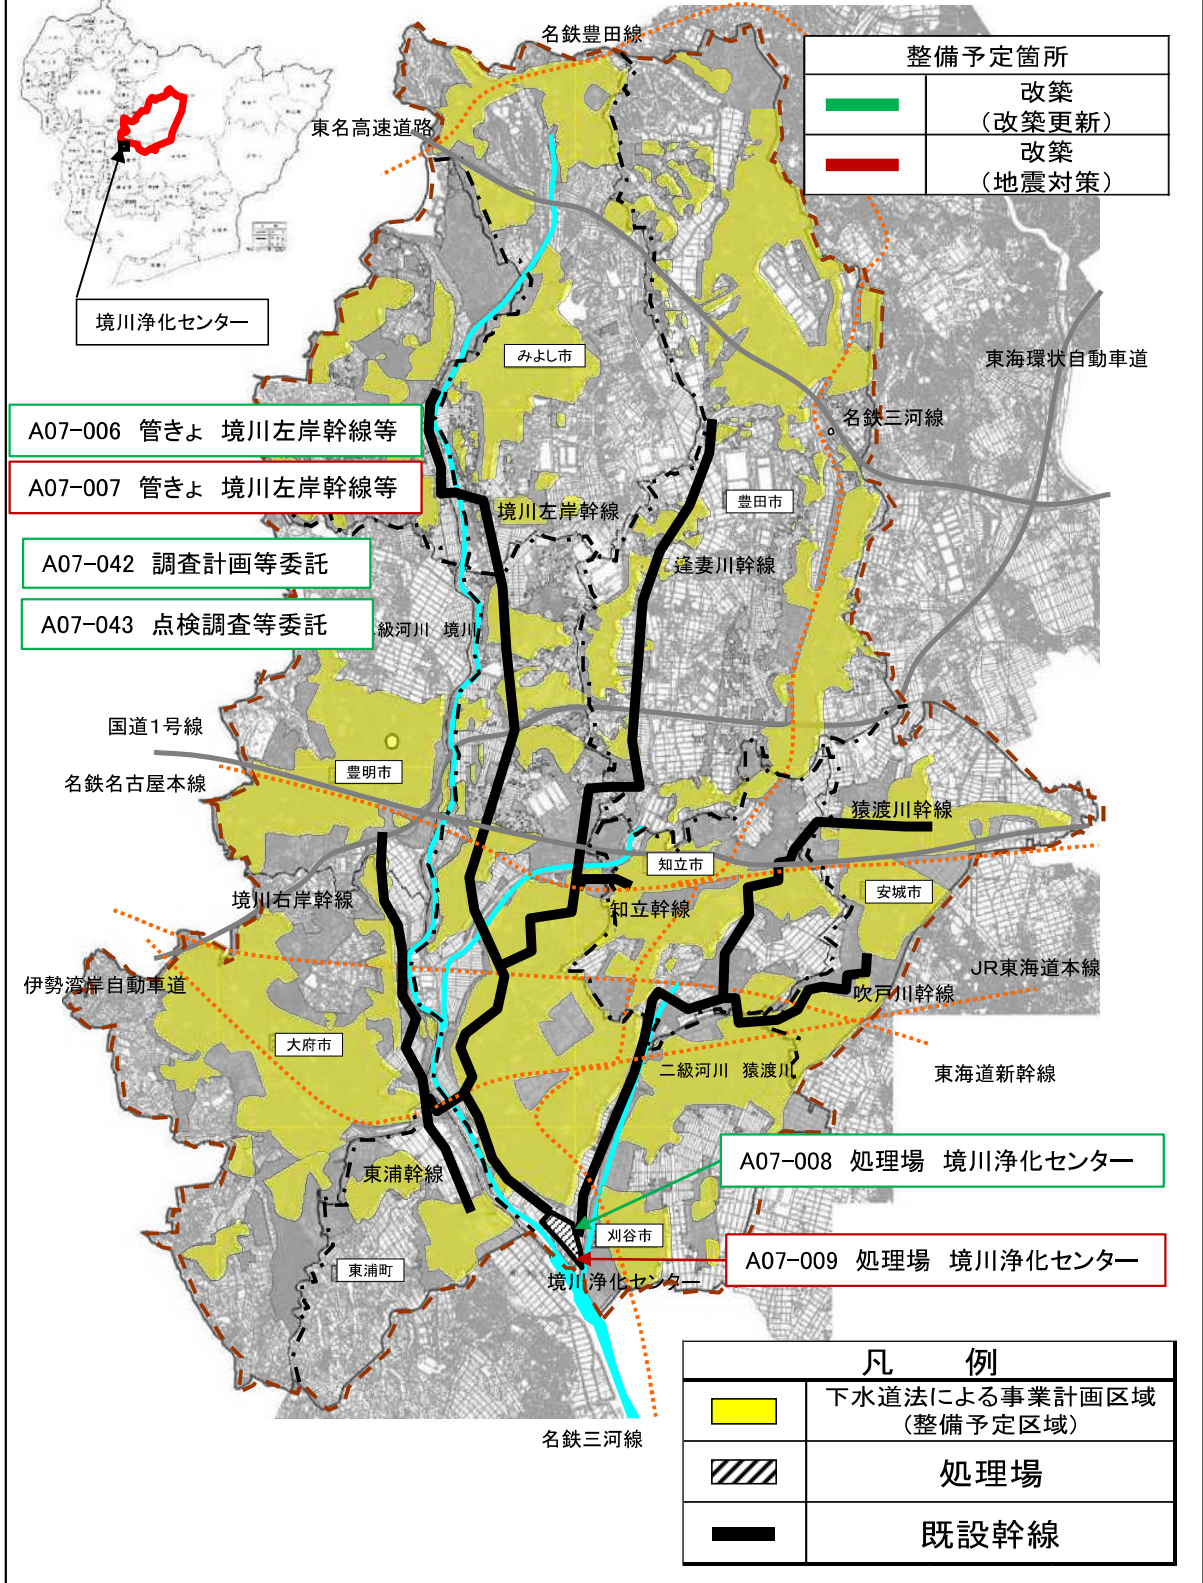 名鉄豊田線
整備予定箇所
改築
（改築更新）
改築
（地震対策）
東名高速道路
境川浄化センター
みよし市
東海環状自動車道
名鉄三河線
A07-006 管きょ 境川左岸幹線等
A07-007 管きょ 境川左岸幹線等
境川左岸幹線
豊田市
A07-042 調査計画等委託
逢妻川幹線
A07-043 点検調査等委託
級河川 境川
国道1号線
豊明市
名鉄名古屋本線
猿渡川幹線
知立市
安城市
境川右岸幹線
知立幹線
JR東海道本線
伊勢湾岸自動車道
吹戸川幹線
大府市
二級河川 猿渡川
東海道新幹線
A07-008 処理場 境川浄化センター
東浦幹線
刈谷市
A07-009 処理場 境川浄化センター
東浦町
境川浄化センター
凡 例
下水道法による事業計画区域
(整備予定区域)
処理場
既設幹線
名鉄三河線